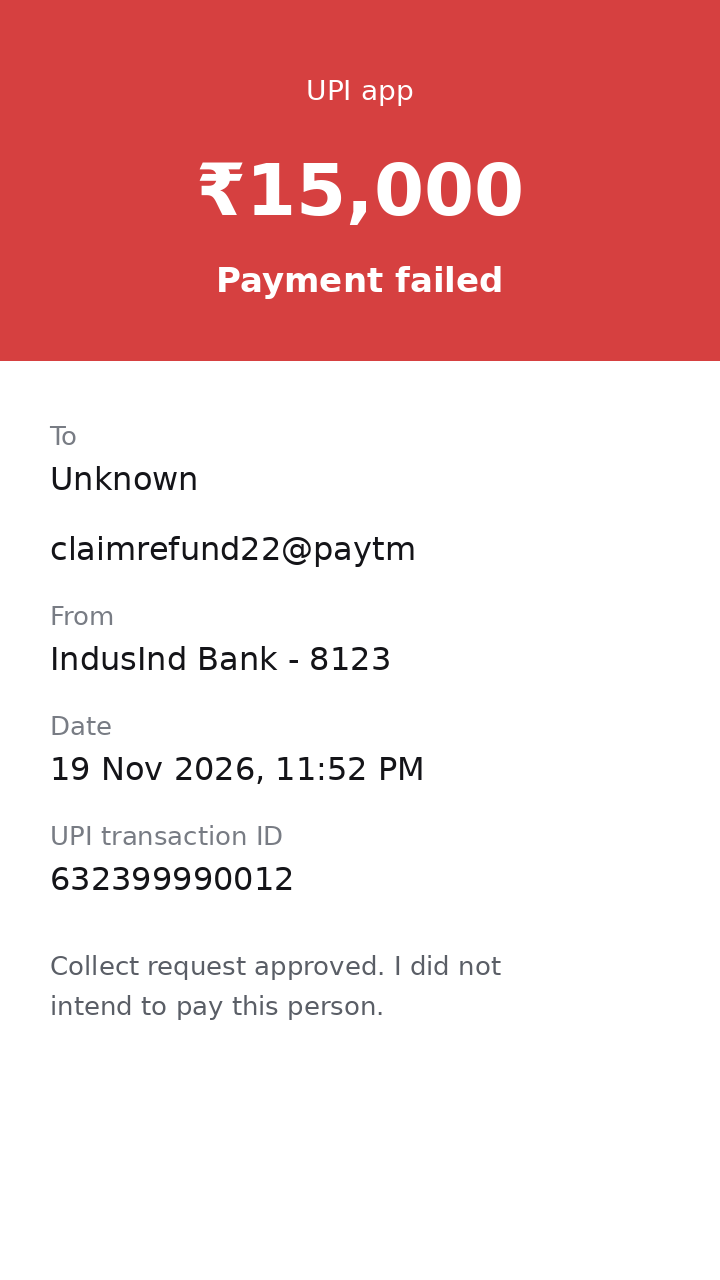 UPI app
₹15,000
Payment failed
To
Unknown
claimrefund22@paytm
From
IndusInd Bank - 8123
Date
19 Nov 2026, 11:52 PM
UPI transaction ID
632399990012
Collect request approved. I did not
intend to pay this person.